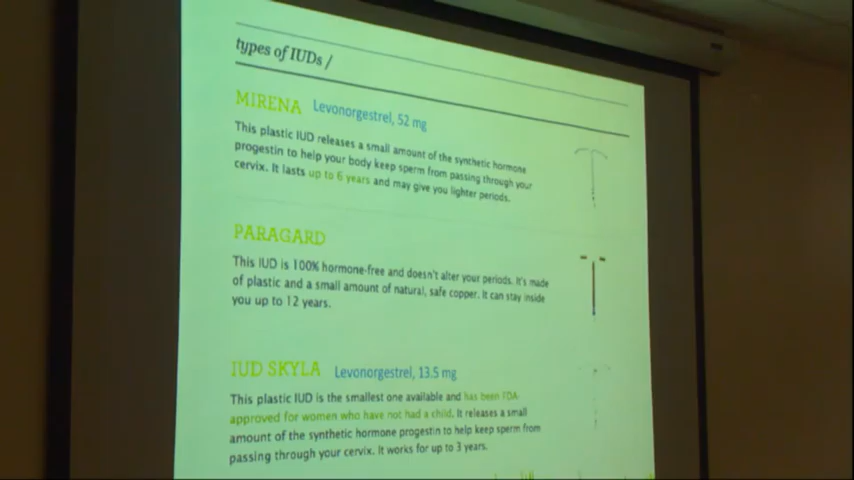 types of IUDs /
MIRENA Levonorgestrel, 52 mg
This plastic IUD releases a small amount of the synthetic hormone
progestin to help your body keep sperm from passing through your
cervix. It lasts up to 6 years and may give you lighter periods.
PARAGARD
This IUD is 100% hormone-free and doesn't alter your periods. It's made
of plastic and a small amount of natural, safe copper. It can stay inside
you up to 12 years.
IUD SKYLA Levonorgestrel, 13.5 mg
This plastic IUD is the smallest one available and has been FDA-
approved for women who have not had a child. It releases a small
amount of the synthetic hormone progestin to help keep sperm from
passing through your cervix. It works for up to 3 years.